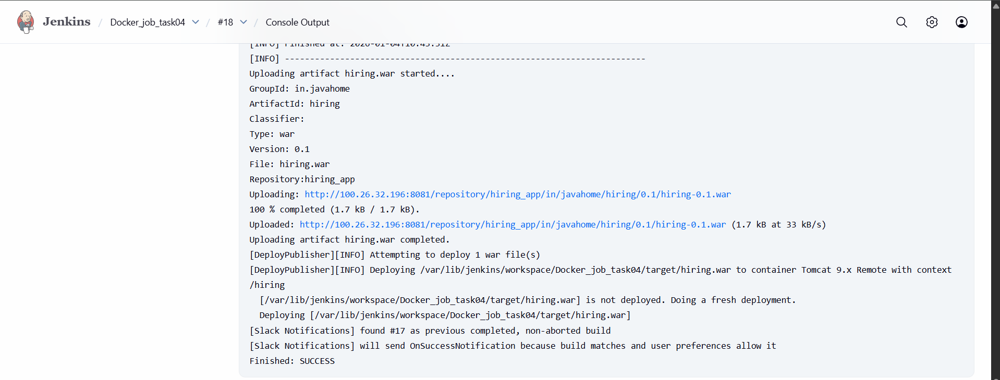 Jenkins / Docker_job_task04 / #18 / Console Output
[INFO] Finished at: 2026-01-04T10:45:31Z
[INFO] ------------------------------------------------------------------------
Uploading artifact hiring.war started....
GroupId: in.javahome
ArtifactId: hiring
Classifier:
Type: war
Version: 0.1
File: hiring.war
Repository:hiring_app
Uploading: http://100.26.32.196:8081/repository/hiring_app/in/javahome/hiring/0.1/hiring-0.1.war
100 % completed (1.7 kB / 1.7 kB).
Uploaded: http://100.26.32.196:8081/repository/hiring_app/in/javahome/hiring/0.1/hiring-0.1.war (1.7 kB at 33 kB/s)
Uploading artifact hiring.war completed.
[DeployPublisher][INFO] Attempting to deploy 1 war file(s)
[DeployPublisher][INFO] Deploying /var/lib/jenkins/workspace/Docker_job_task04/target/hiring.war to container Tomcat 9.x Remote with context
/hiring
[/var/lib/jenkins/workspace/Docker_job_task04/target/hiring.war] is not deployed. Doing a fresh deployment.
Deploying [/var/lib/jenkins/workspace/Docker_job_task04/target/hiring.war]
[Slack Notifications] found #17 as previous completed, non-aborted build
[Slack Notifications] will send OnSuccessNotification because build matches and user preferences allow it
Finished: SUCCESS